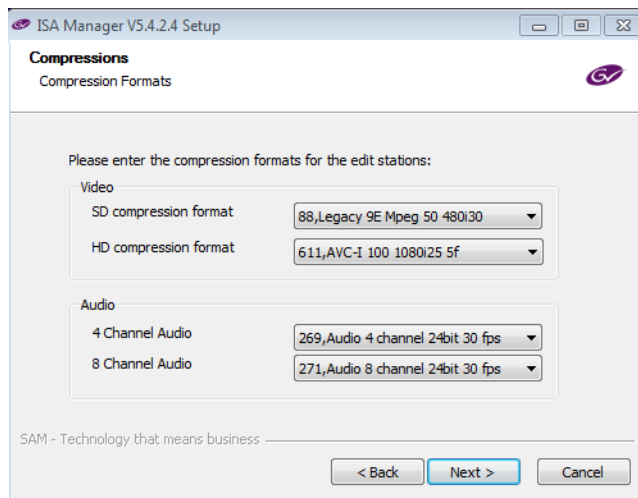 ISA Manager V5.4.2.4 Setup
Compressions
Compression Formats
GV
Please enter the compression formats for the edit stations:
Video
SD compression format
88,Legacy 9E Mpeg 50 480i30
HD compression format
611,AVC-I 100 1080i25 5f
Audio
4 Channel Audio
269,Audio 4 channel 24bit 30 fps
8 Channel Audio
271,Audio 8 channel 24bit 30 fps
SAM - Technology that means business
< Back
Next >
Cancel